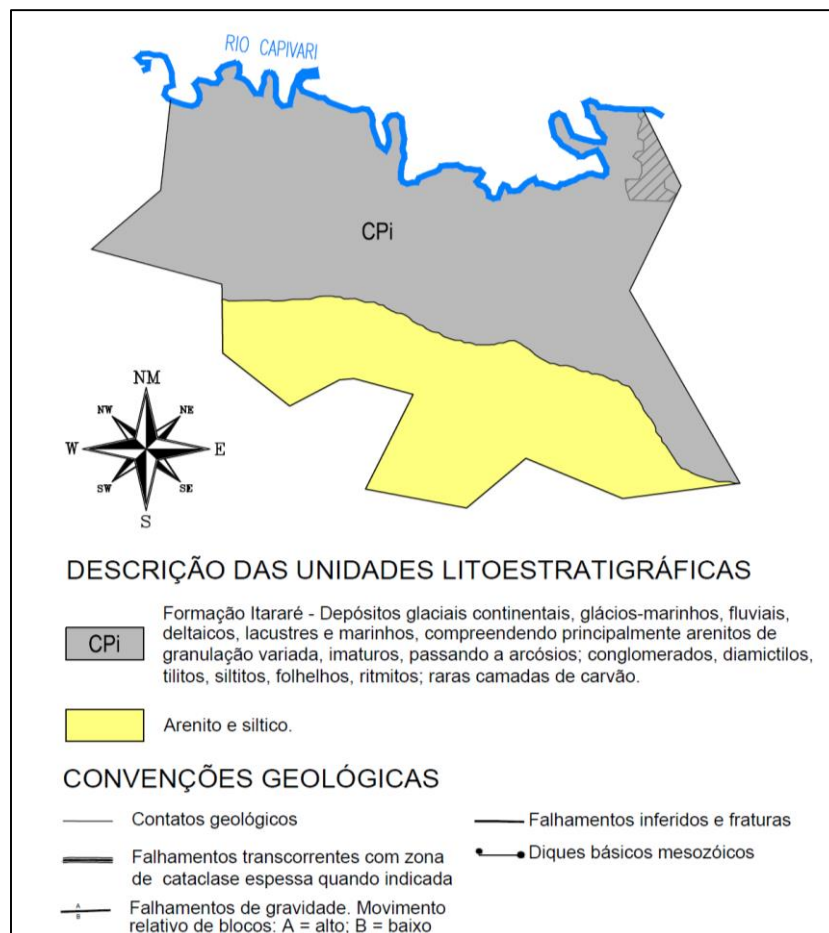 RIO CAPIVARI
CPi
NM
NW
NE
W
E
SW
SE
S
DESCRIÇÃO DAS UNIDADES LITOESTRATIGRÁFICAS
CPi
Formação Itararé - Depósitos glaciais continentais, glácios-marinhos, fluviais,
deltaicos, lacustres e marinhos, compreendendo principalmente arenitos de
granulação variada, imaturos, passando a arcósios; conglomerados, diamictilos,
tilitos, siltitos, folhelhos, ritmitos; raras camadas de carvão.
Arenito e siltico.
CONVENÇÕES GEOLÓGICAS
Contatos geológicos
Falhamentos transcorrentes com zona
de cataclase espessa quando indicada
A
B
Falhamentos de gravidade. Movimento
relativo de blocos: A = alto; B = baixo
Falhamentos inferidos e fraturas
Diques básicos mesozóicos